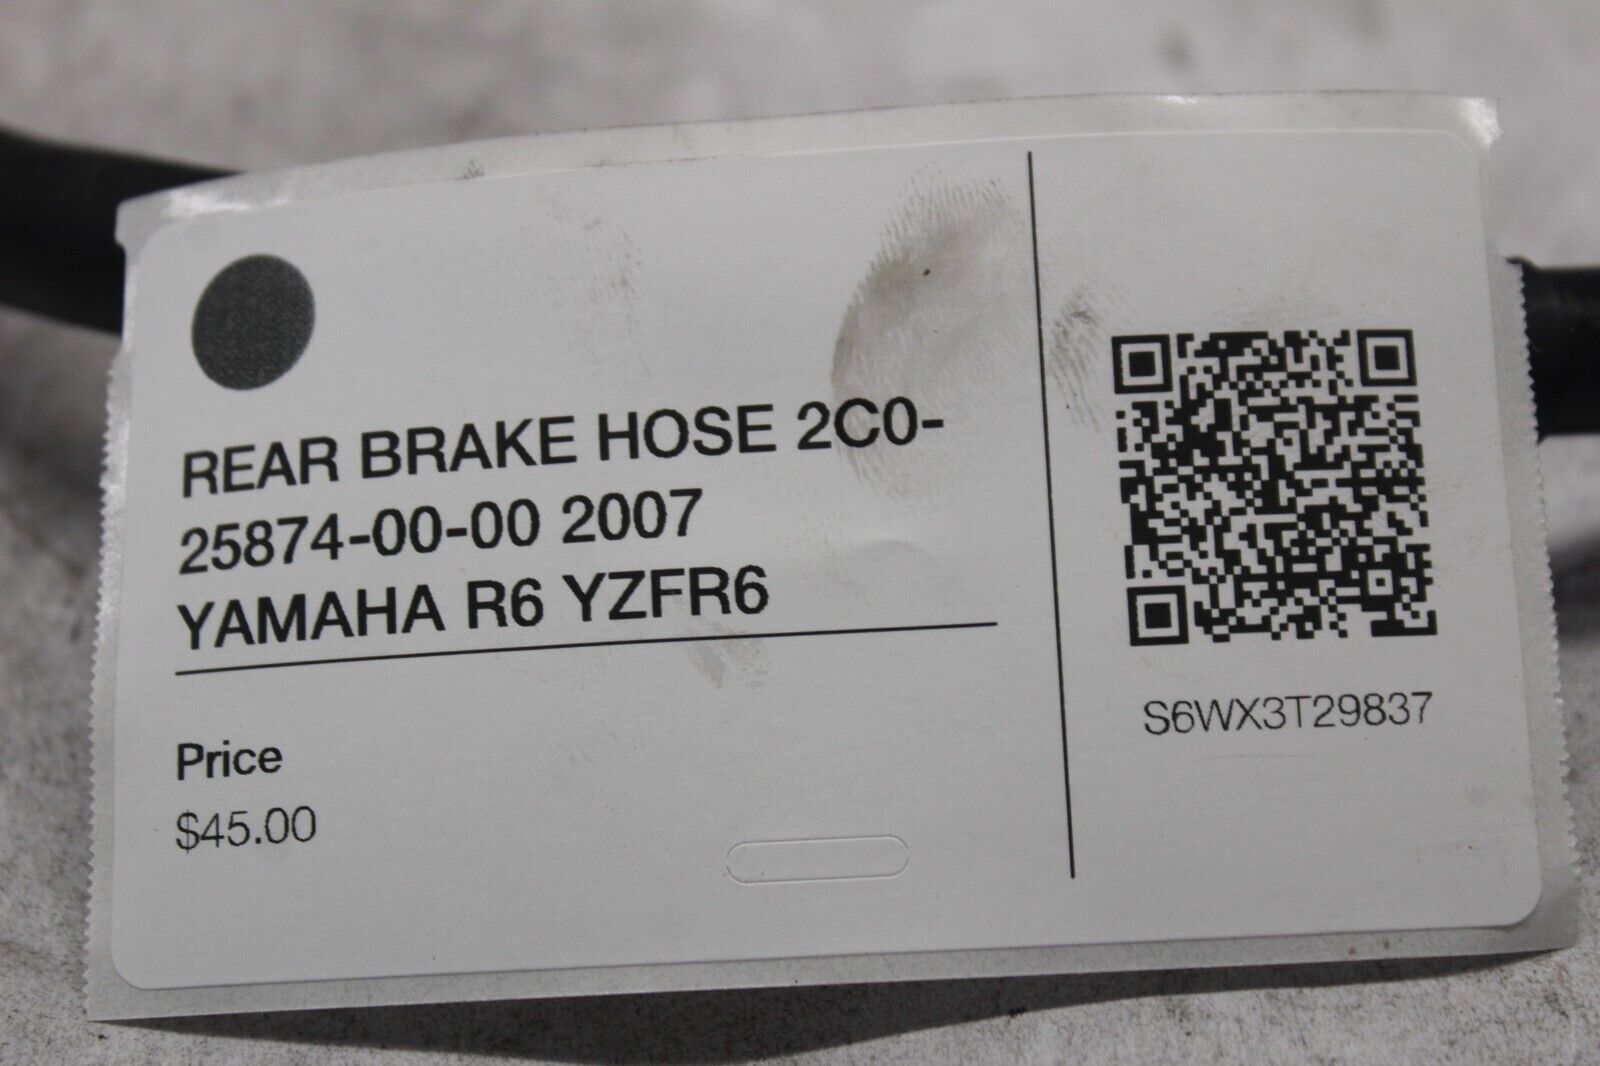 REAR BRAKE HOSE 2C0-
25874-00-00 2007
YAMAHA R6 YZFR6
Price
$45.00
S6WX3T29837